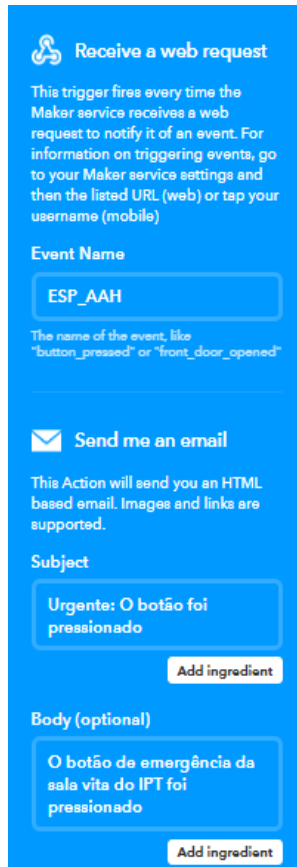 Receive a web request
This trigger fires every time the
Maker service receives a web
request to notify it of an event. For
information on triggering events, go
to your Maker service settings and
then the listed URL (web) or tap your
username (mobile)
Event Name
ESP_AAH
The name of the event, like
"button_pressed" or "front_door_opened"
Send me an email
This Action will send you an HTML
based email. Images and links are
supported.
Subject
Urgente: O botão foi
pressionado
Add ingredient
Body (optional)
O botão de emergência da
sala vita do IPT foi
pressionado
Add ingredient